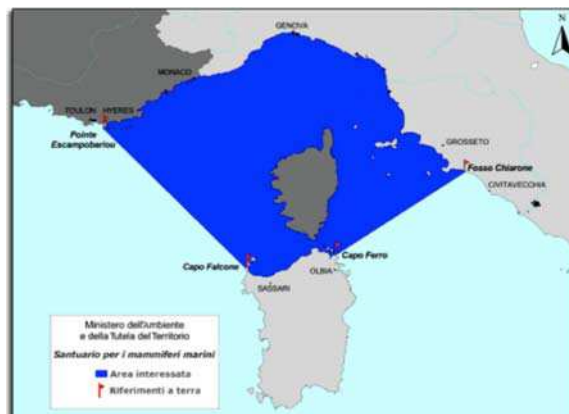 GENOVA
N
MONACO
TOULON HYERES
Pointe
Escampobariou
GROSSETO
Fosso Chiarone
CIVITAVECCHIA
Capo Falcone
Capo Ferro
OLBIA
SASSARI
Ministero dell'Ambiente
e della Tutela del Territorio
Santuario per i mammiferi marini
Area interessata
Riferimenti a terra